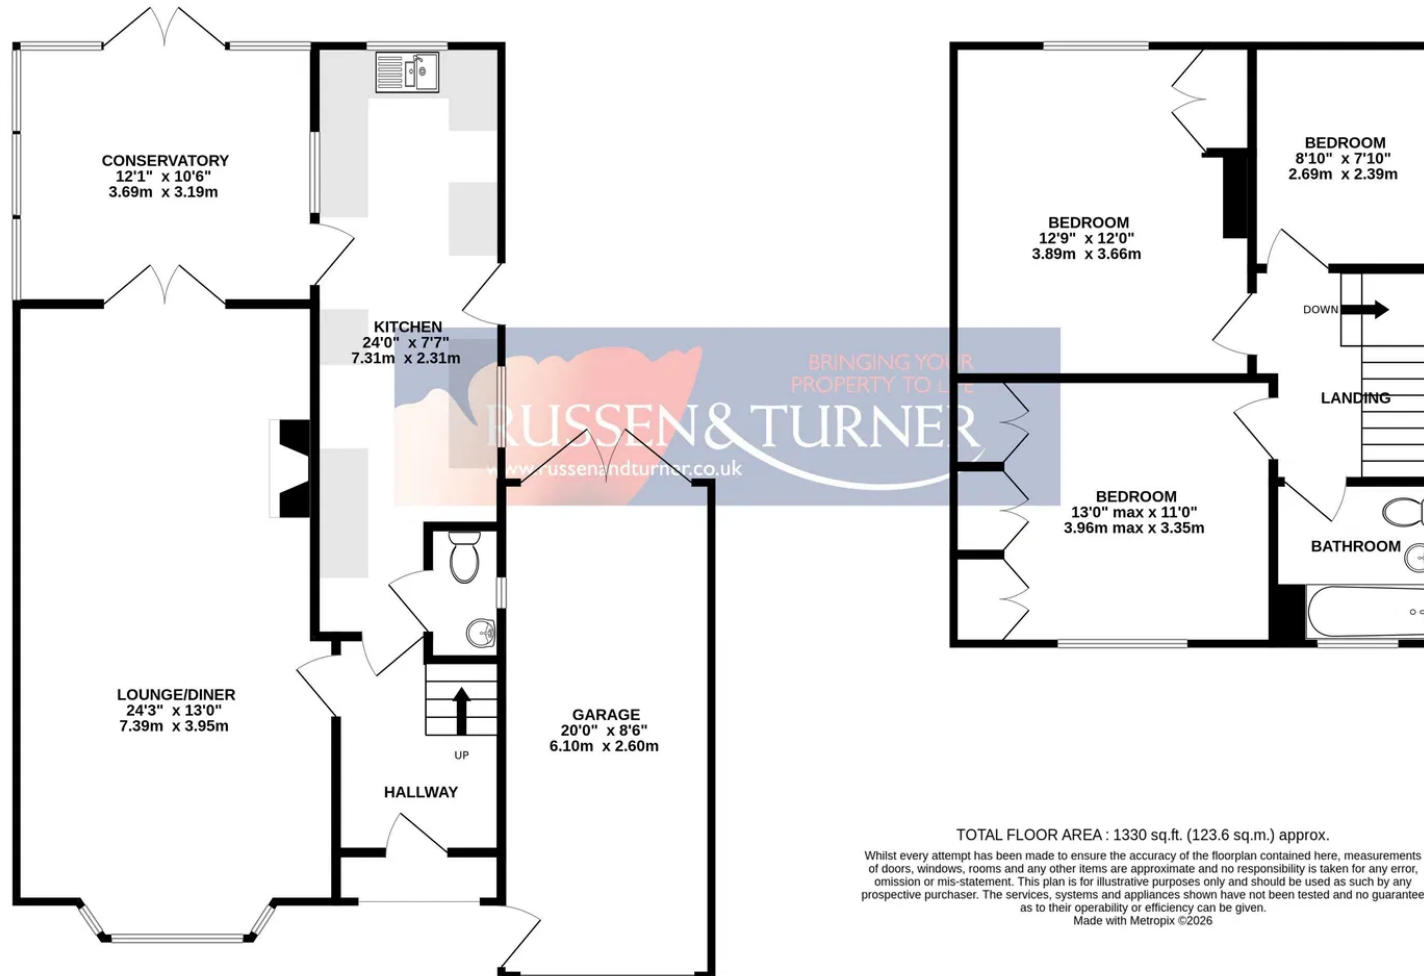 CONSERVATORY
12'1" x 10'6"
3.69m x 3.19m
KITCHEN
24'0" x 7'7"
7.31m x 2.31m
BRINGING YOUR
PROPERTY TO LIFE
RUSSEN & TURNER
www.russenandturner.co.uk
LOUNGE/DINER
24'3" x 13'0"
7.39m x 3.95m
UP
HALLWAY
GARAGE
20'0" x 8'6"
6.10m x 2.60m
BEDROOM
12'9" x 12'0"
3.89m x 3.66m
BEDROOM
8'10" x 7'10"
2.69m x 2.39m
DOWN
LANDING
BEDROOM
13'0" max x 11'0"
3.96m max x 3.35m
BATHROOM
TOTAL FLOOR AREA : 1330 sq.ft. (123.6 sq.m.) approx.
Whilst every attempt has been made to ensure the accuracy of the floorplan contained here, measurements
of doors, windows, rooms and any other items are approximate and no responsibility is taken for any error,
omission or mis-statement. This plan is for illustrative purposes only and should be used as such by any
prospective purchaser. The services, systems and appliances shown have not been tested and no guarantee
as to their operability or efficiency can be given.
Made with Metropix ©2026